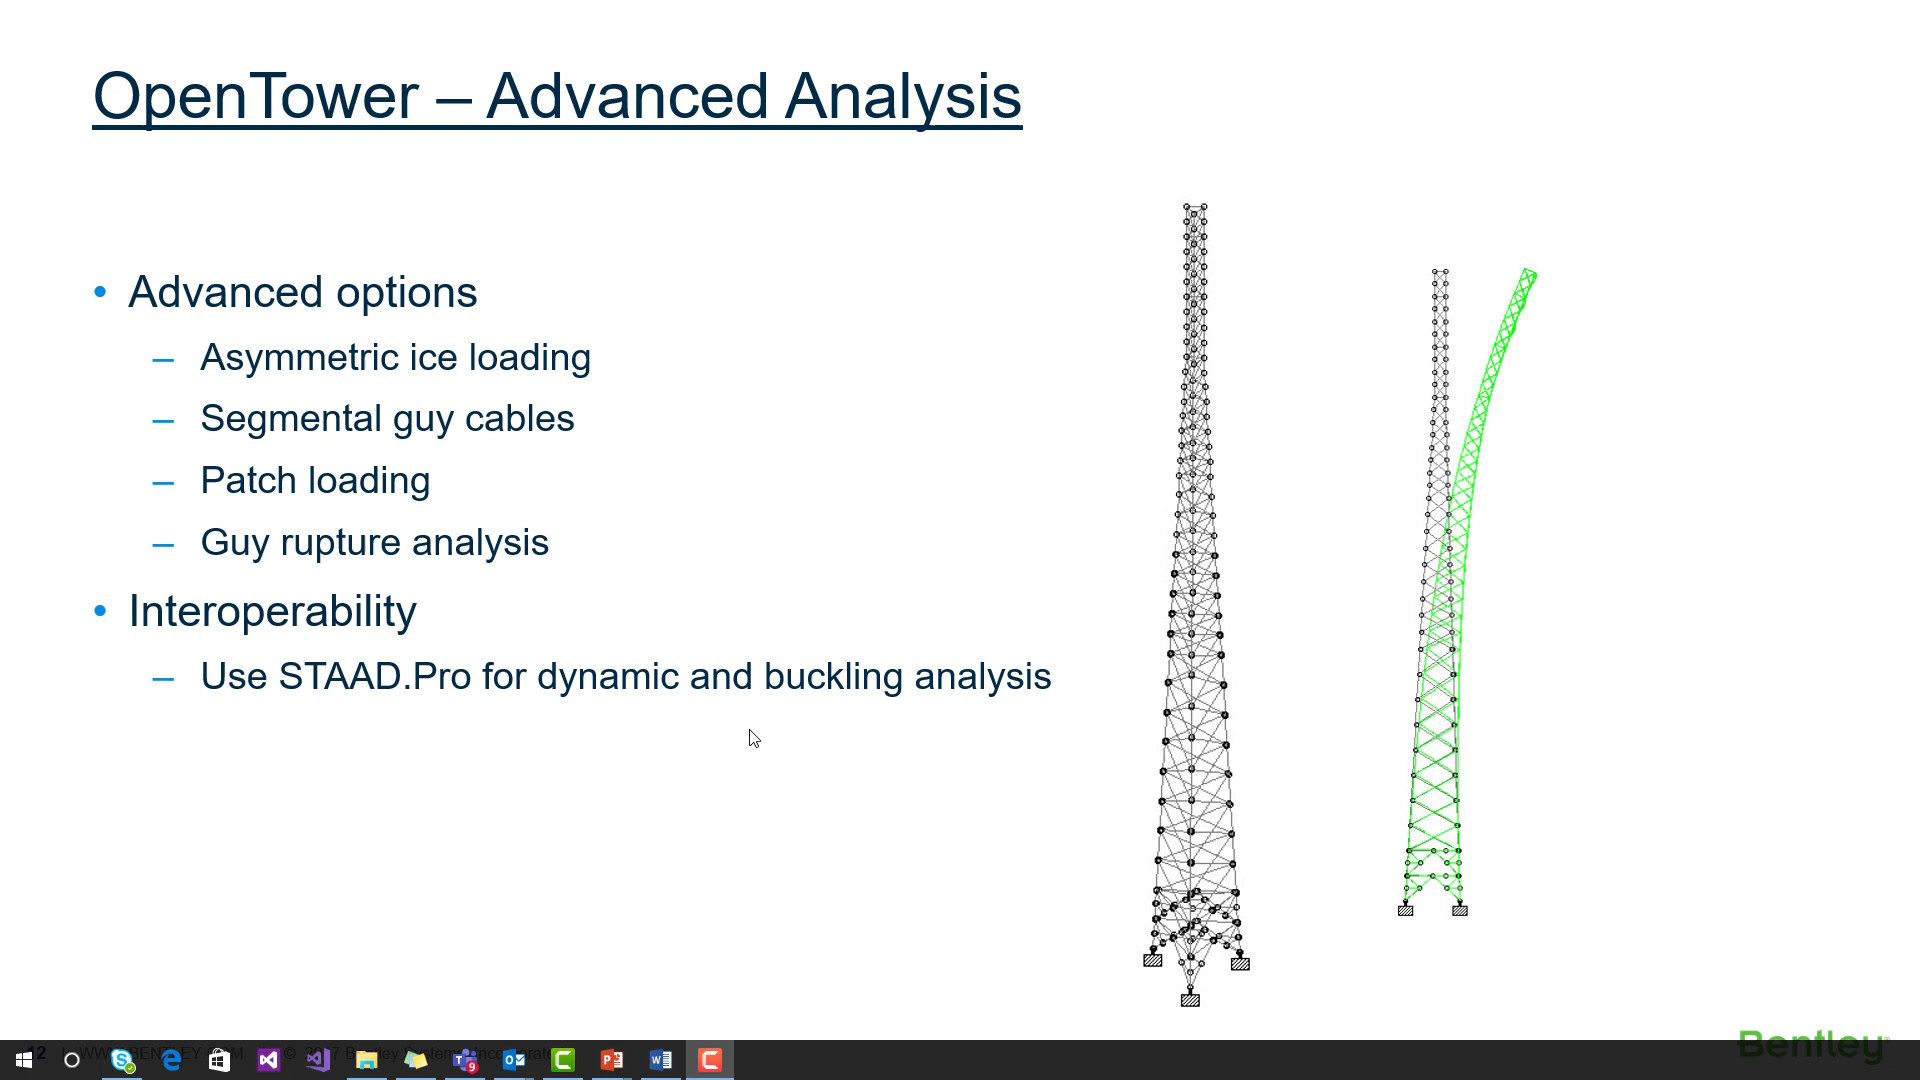 OpenTower – Advanced Analysis
• Advanced options
– Asymmetric ice loading
– Segmental guy cables
– Patch loading
– Guy rupture analysis
• Interoperability
– Use STAAD.Pro for dynamic and buckling analysis
Bentley